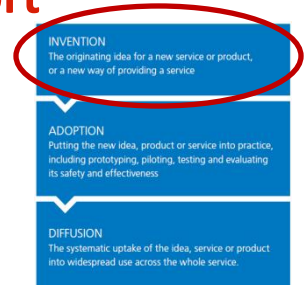 INVENTION
The originating idea for a new service or product,
or a new way of providing a service
ADOPTION
Putting the new idea, product or service into practice,
including prototyping, piloting, testing and evaluating
its safety and effectiveness
DIFFUSION
The systematic uptake of the idea, service or product
into widespread use across the whole service.